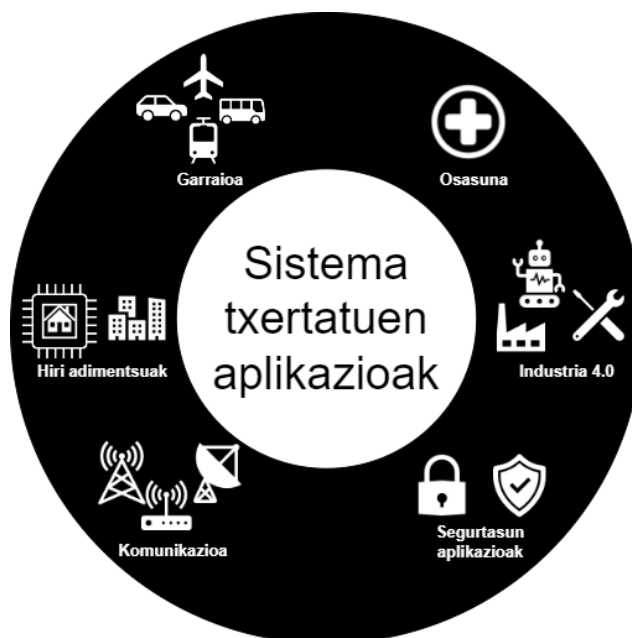 Garraioa
Osasuna
Sistema
txertatuen
aplikazioak
Hiri adimentsuak
Industria 4.0
Komunikazioa
Segurtasun
aplikazioak